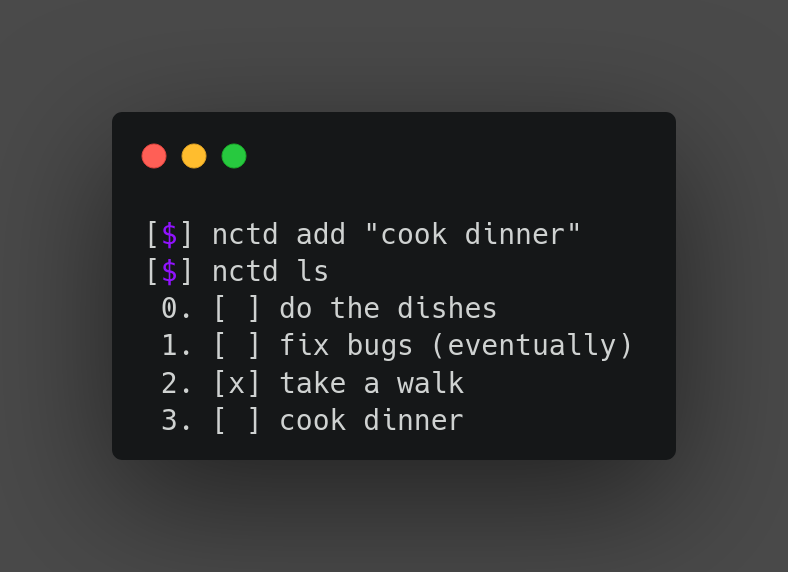 [$] nctd add "cook dinner"
[$] nctd ls
 0. [ ] do the dishes
 1. [ ] fix bugs (eventually)
 2. [x] take a walk
 3. [ ] cook dinner